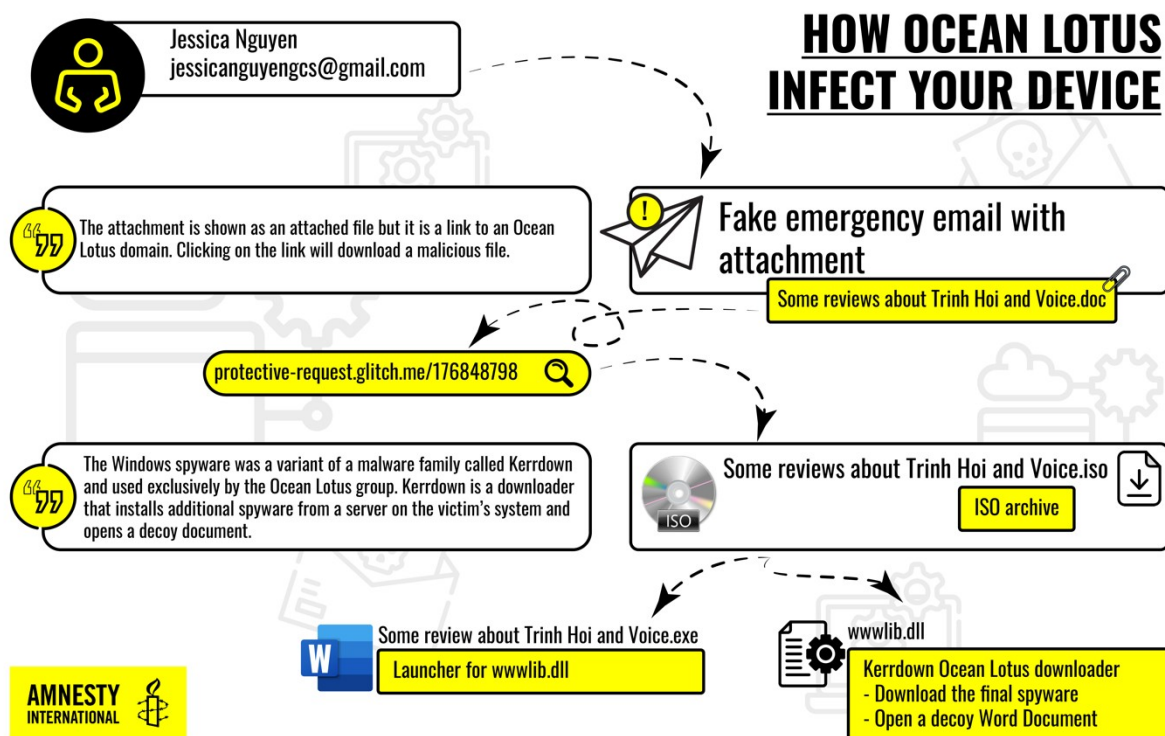 HOW OCEAN LOTUS
INFECT YOUR DEVICE
Jessica Nguyen
jessicanguyengcs@gmail.com
Fake emergency email with
attachment
Some reviews about Trinh Hoi and Voice.doc
The attachment is shown as an attached file but it is a link to an Ocean
Lotus domain. Clicking on the link will download a malicious file.
protective-request.glitch.me/176848798
Some reviews about Trinh Hoi and Voice.iso
ISO archive
ISO
The Windows spyware was a variant of a malware family called Kerrdown
and used exclusively by the Ocean Lotus group. Kerrdown is a downloader
that installs additional spyware from a server on the victim’s system and
opens a decoy document.
W
Some review about Trinh Hoi and Voice.exe
Launcher for wwwlib.dll
wwwlib.dll
Kerrdown Ocean Lotus downloader
- Download the final spyware
- Open a decoy Word Document
AMNESTY
INTERNATIONAL